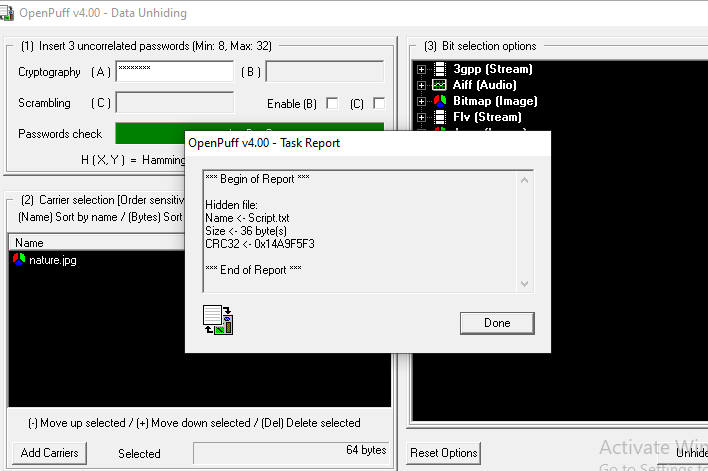 OpenPuff v4.00 - Data Unhiding
(1) Insert 3 uncorrelated passwords (Min: 8, Max: 32)
Cryptography (A) ******** (B)
Scrambling (C) Enable (B) (C)
Passwords check
H (X, Y) = Hamming
(2) Carrier selection [Order sensitiv
(Name) Sort by name / (Bytes) Sort
Name
nature.jpg
(-) Move up selected / (+) Move down selected / (Del) Delete selected
Add Carriers Selected 64 bytes
(3) Bit selection options
3gpp (Stream)
Aiff (Audio)
Bitmap (Image)
Flv (Stream)
Reset Options Unhide
OpenPuff v4.00 - Task Report
*** Begin of Report ***
Hidden file:
Name <- Script.txt
Size <- 36 byte(s)
CRC32 <- 0x14A9F5F3
*** End of Report ***
Done
Activate Win
Go to Settings to